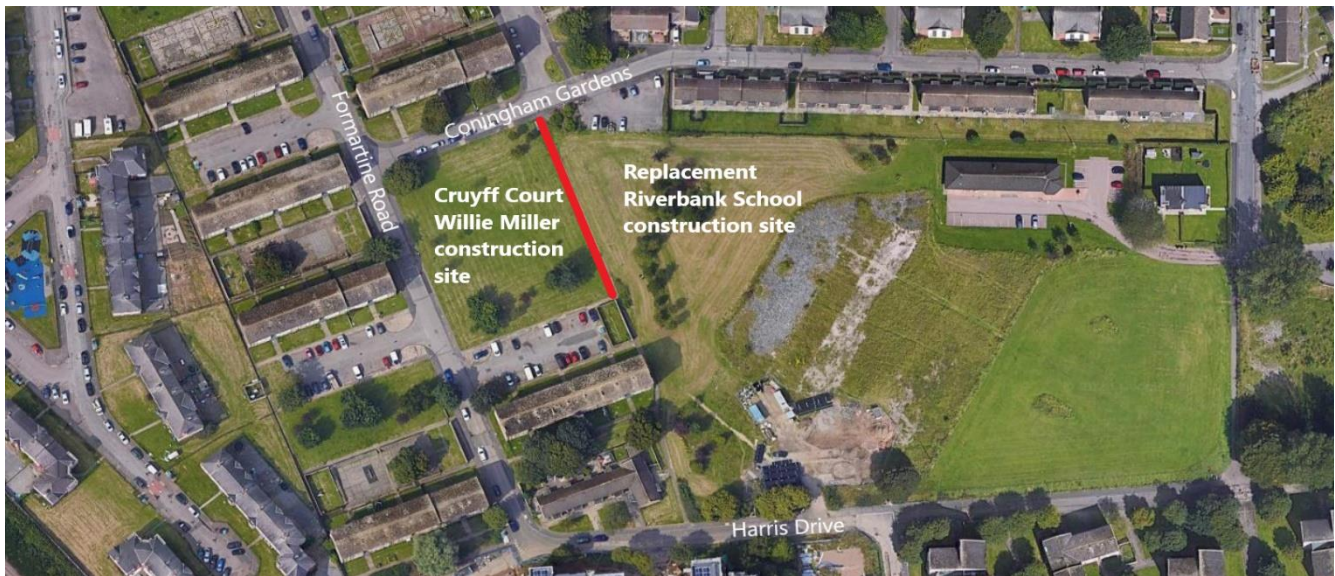 Coningham Gardens
Formartine Road
Cruyff Court
Willie Miller
construction
site
Replacement
Riverbank School
construction site
Harris Drive